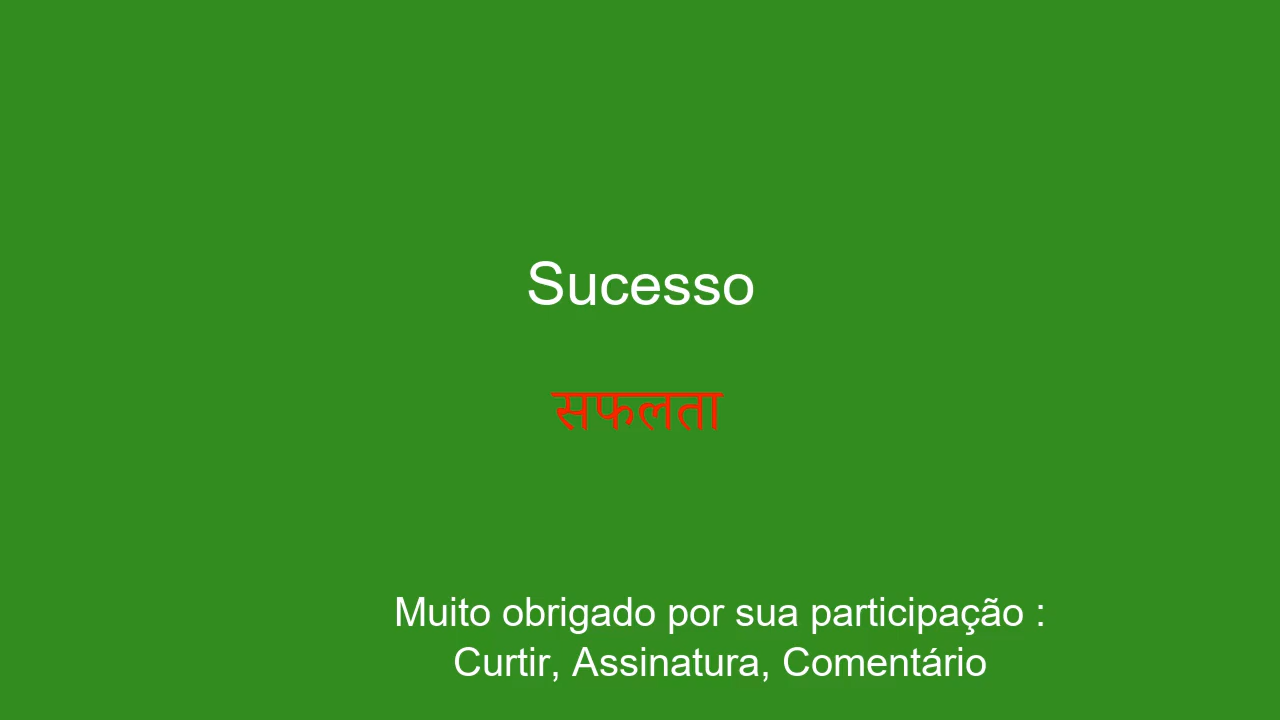 Sucesso
सफलता
Muito obrigado por sua participação :
Curtir, Assinatura, Comentário